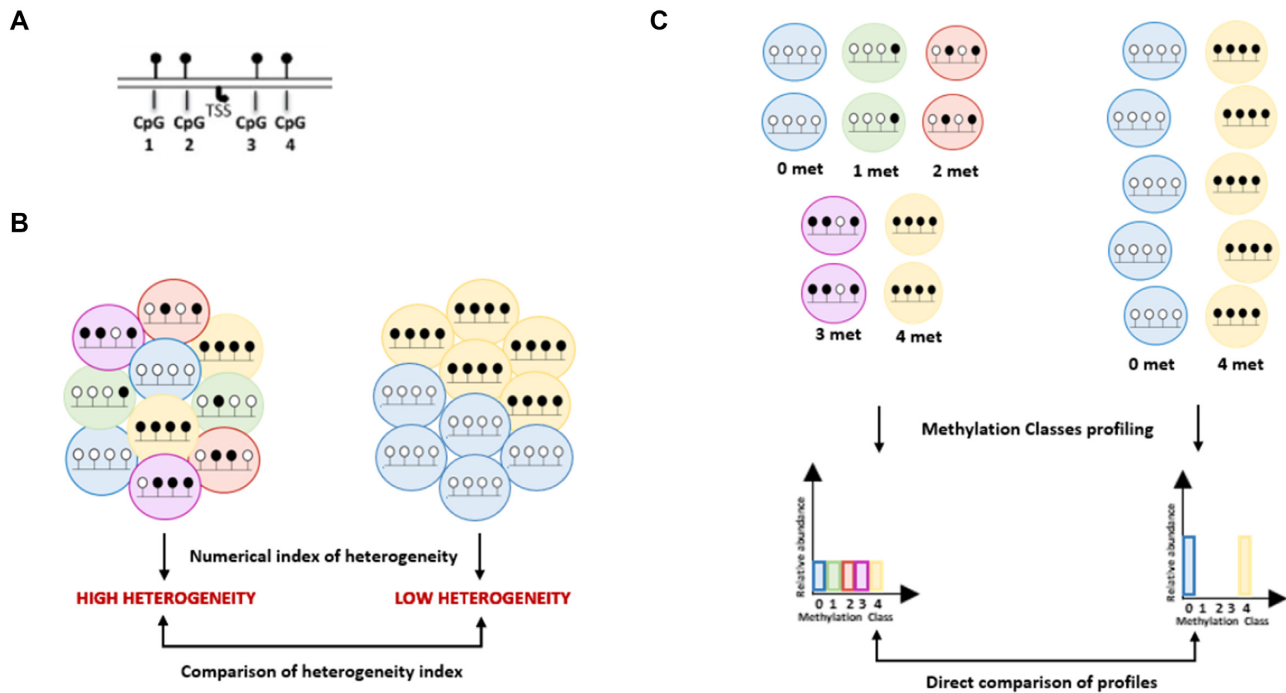 A
TSS
CpG CpG CpG CpG
1 2 3 4
B
Numerical index of heterogeneity
HIGH HETEROGENEITY
LOW HETEROGENEITY
Comparison of heterogeneity index
C
0 met 1 met 2 met
3 met 4 met
0 met 4 met
Methylation Classes profiling
Relative abundance
0 1 2 3 4
Methylation Class
Relative abundance
0 1 2 3 4
Methylation Class
Direct comparison of profiles